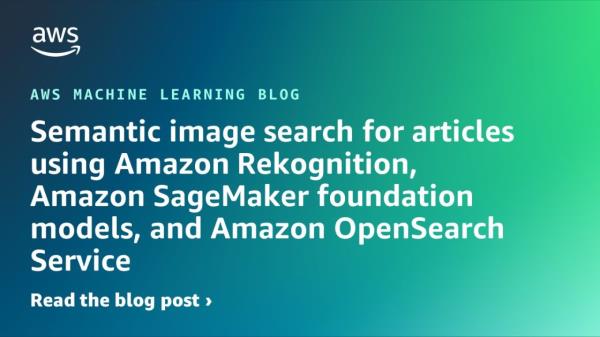 aws
AWS MACHINE LEARNING BLOG
Semantic image search for articles
using Amazon Rekognition,
Amazon SageMaker foundation
models, and Amazon OpenSearch
Service
Read the blog post ›